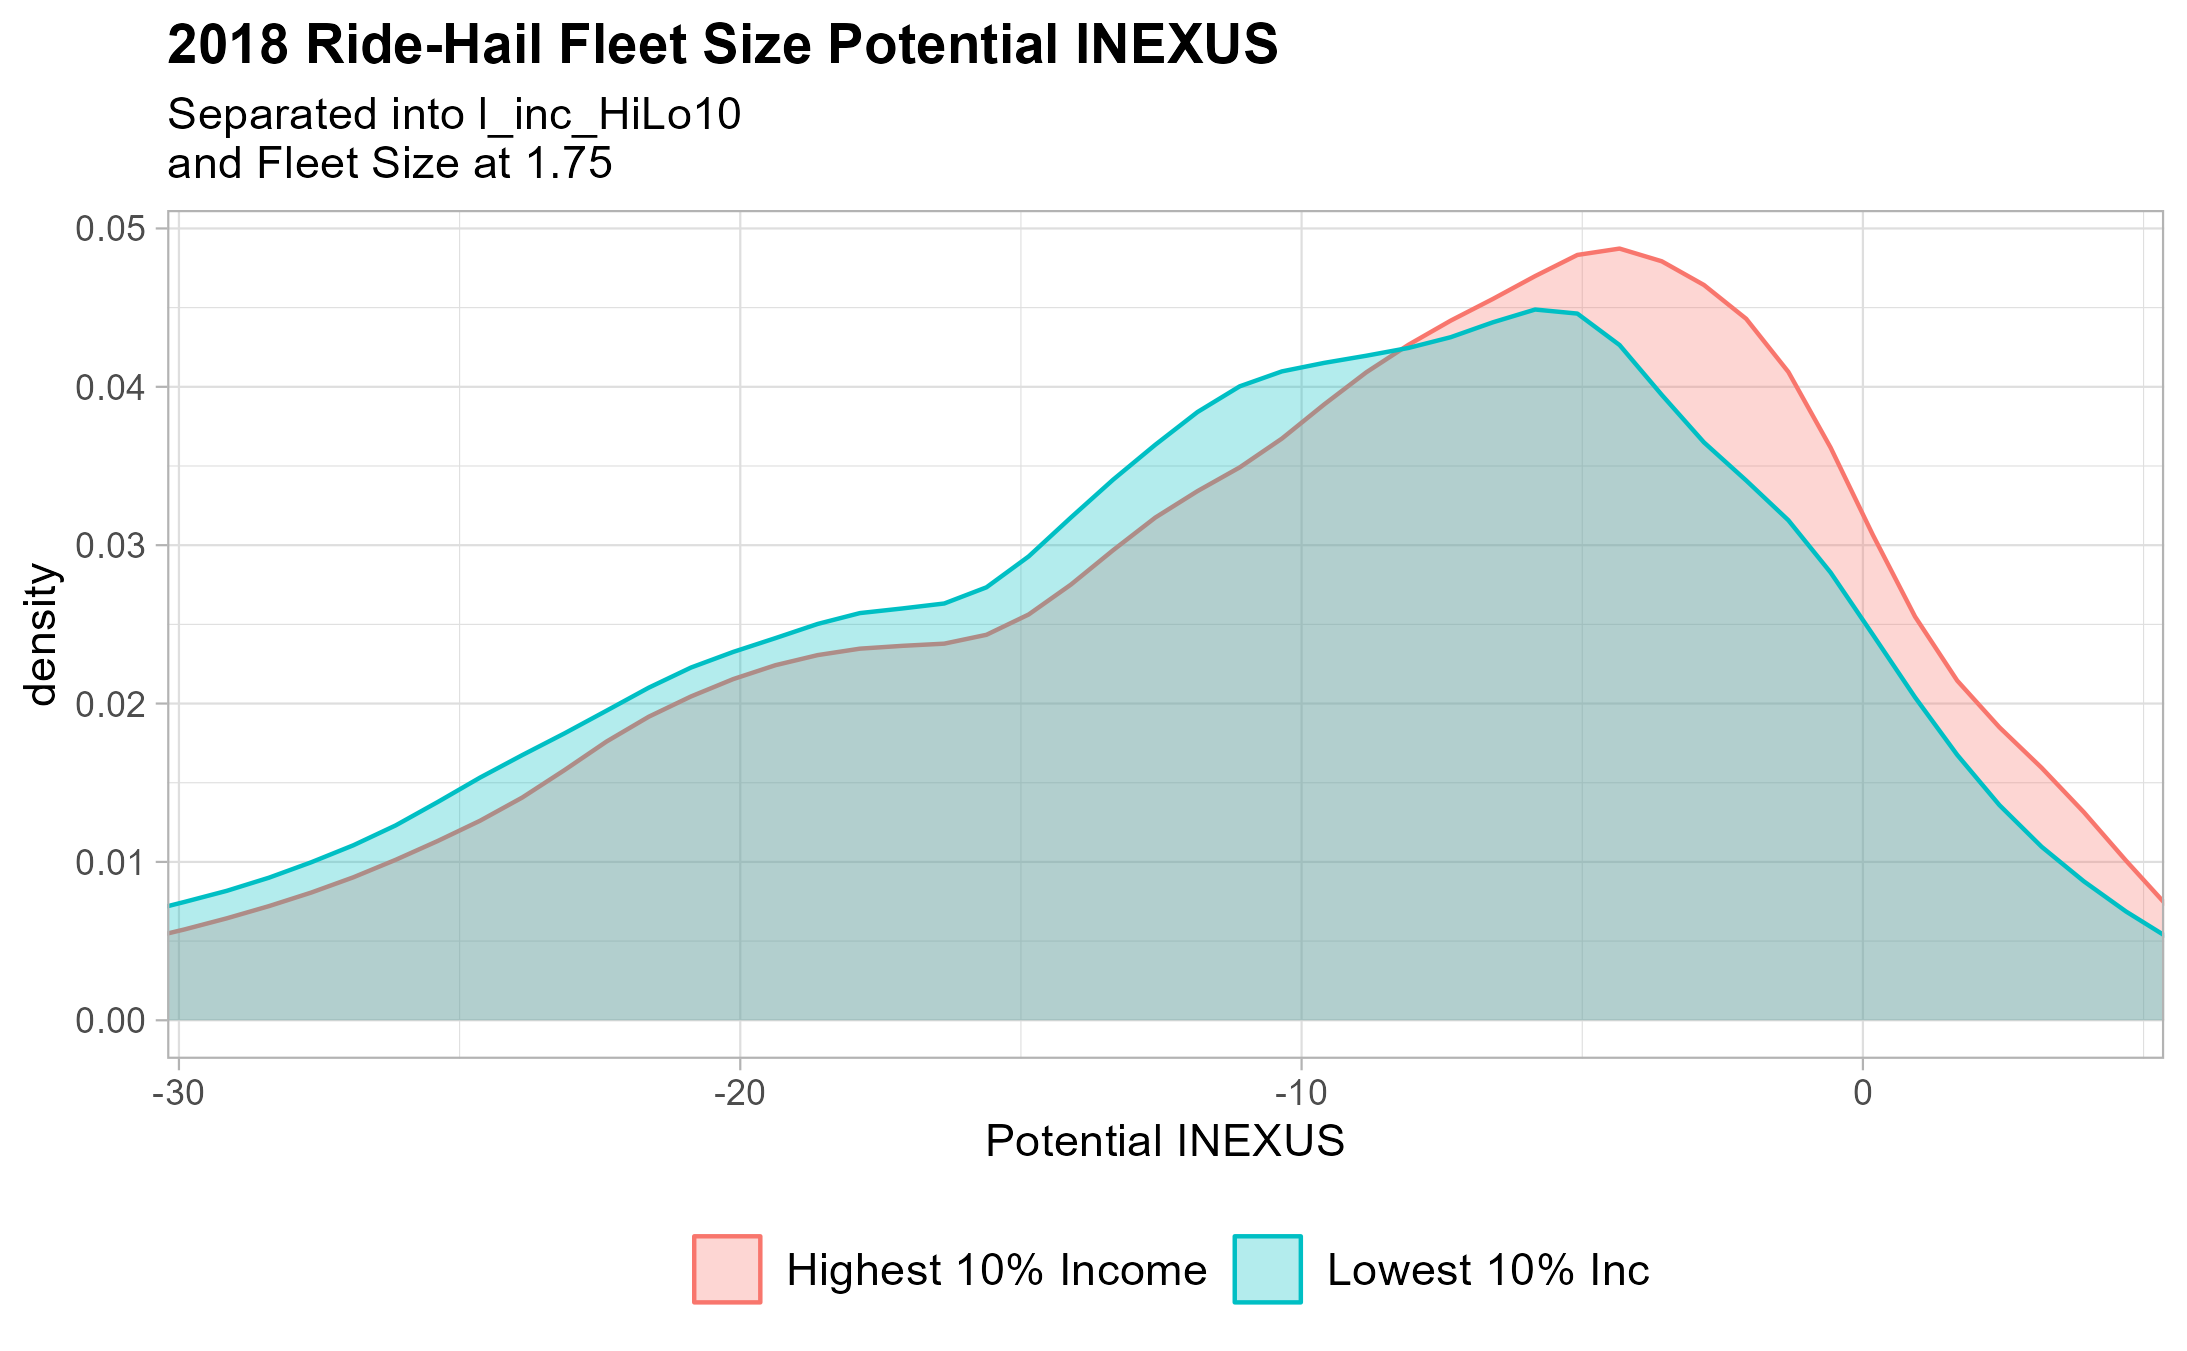 2018 Ride-Hail Fleet Size Potential INEXUS
Separated into l_inc_HiLo10
and Fleet Size at 1.75
0.05
0.04
0.03
0.02
0.01
0.00
density
-30
-20
-10
0
Potential INEXUS
Highest 10% Income
Lowest 10% Inc